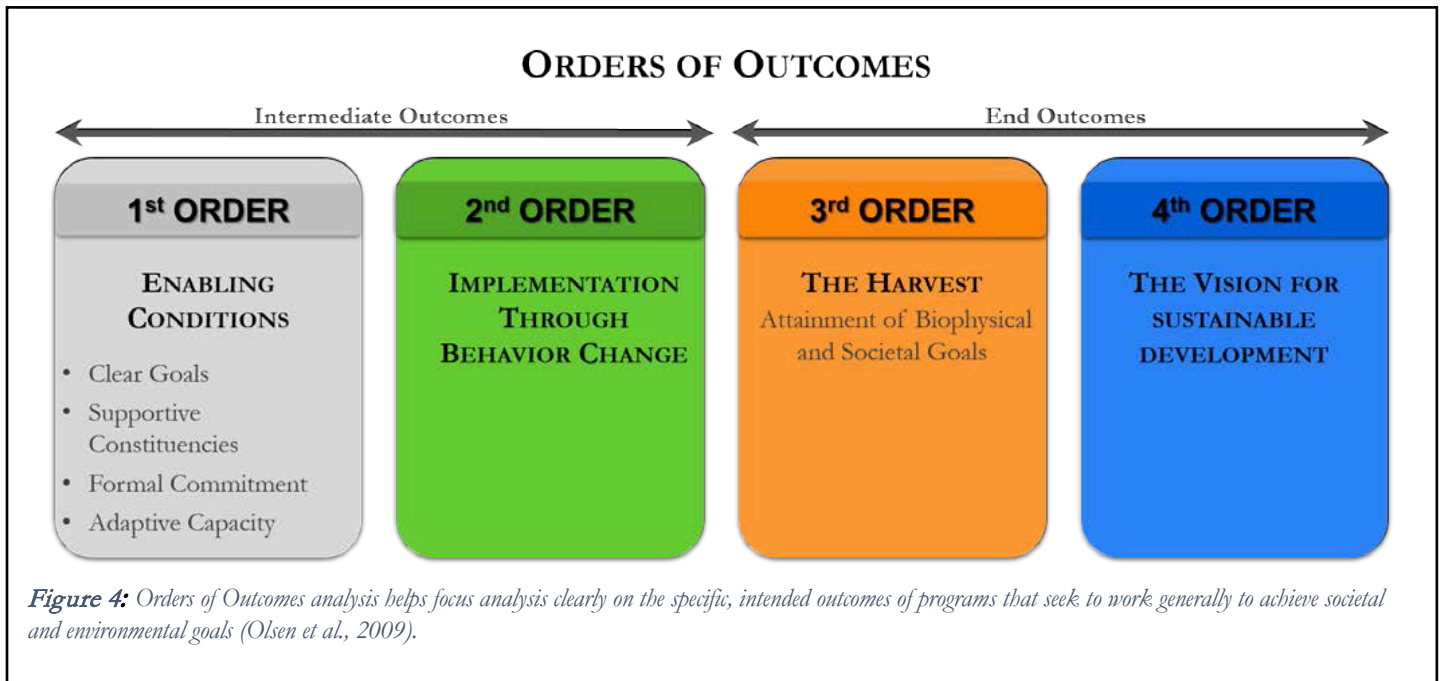 ORDERS OF OUTCOMES
Intermediate Outcomes
End Outcomes
1st ORDER
ENABLING
CONDITIONS
• Clear Goals
• Supportive
Constituencies
• Formal Commitment
• Adaptive Capacity
2nd ORDER
IMPLEMENTATION
THROUGH
BEHAVIOR CHANGE
3rd ORDER
THE HARVEST
Attainment of Biophysical
and Societal Goals
4th ORDER
THE VISION FOR
SUSTAINABLE
DEVELOPMENT
Figure 4: Orders of Outcomes analysis helps focus analysis clearly on the specific, intended outcomes of programs that seek to work generally to achieve societal
and environmental goals (Olsen et al., 2009).